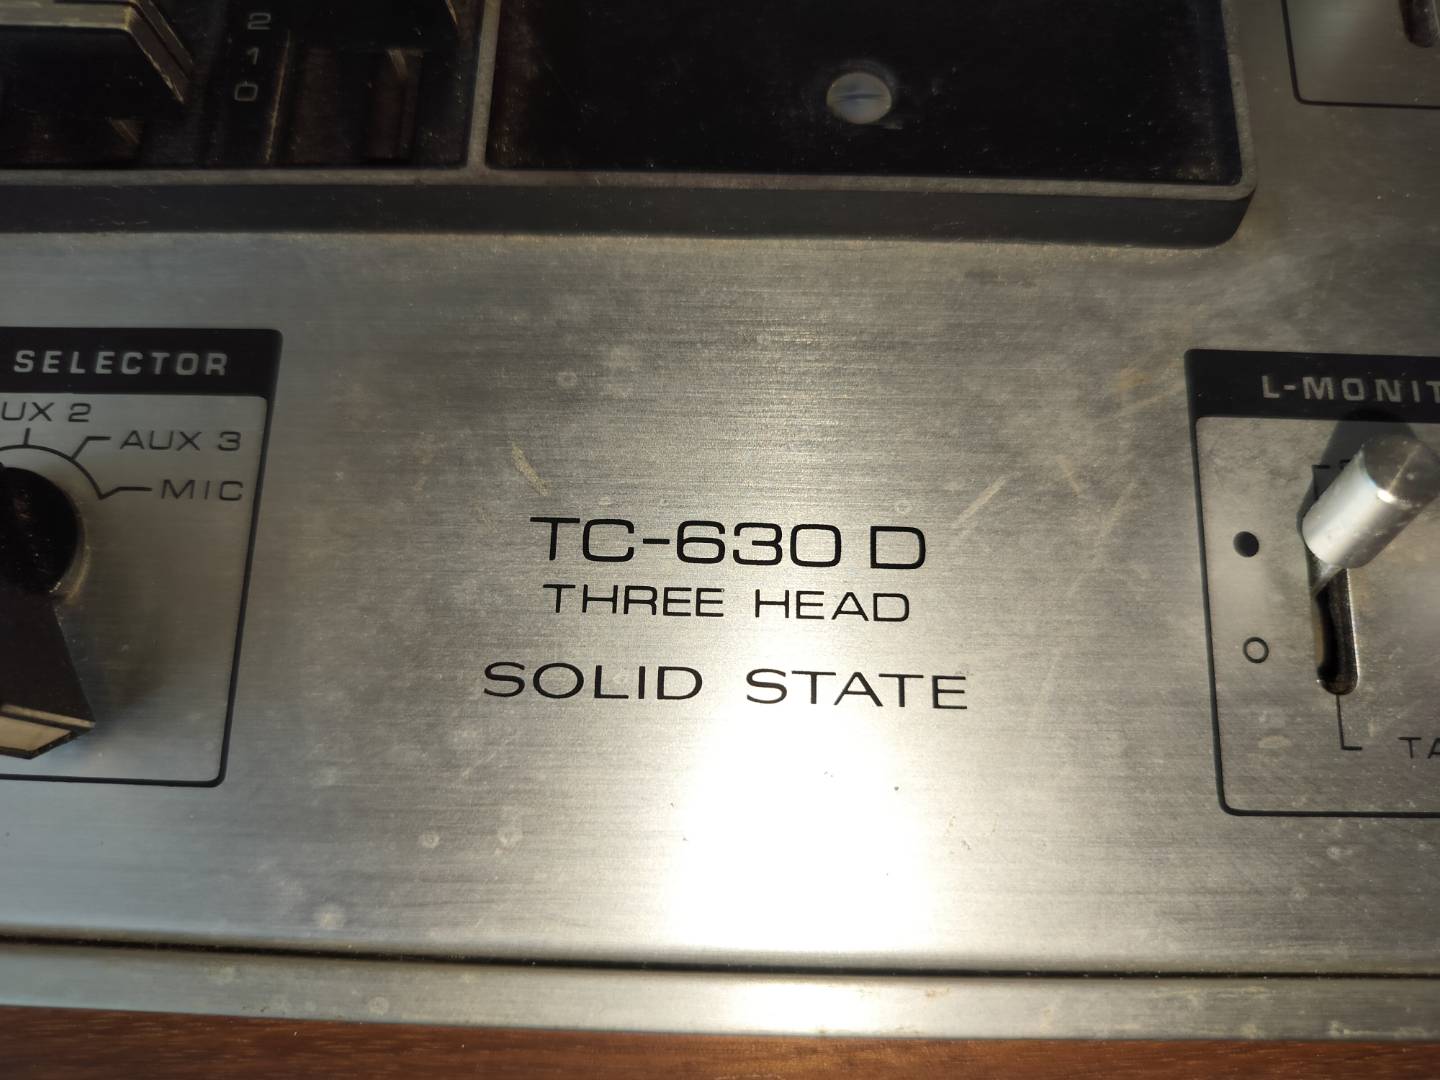 2
1
0
SELECTOR
UX 2
AUX 3
MIC
TC-630 D
THREE HEAD
SOLID STATE
L-MONIT
TA